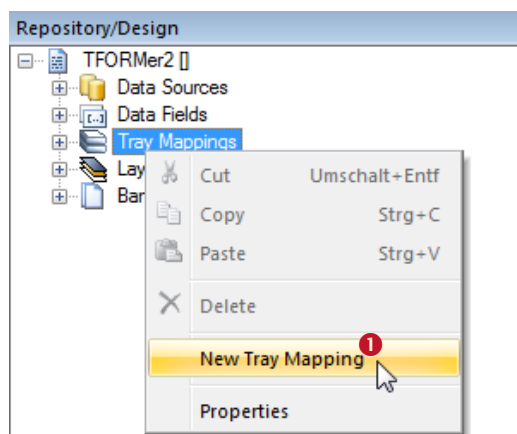 Repository/Design
TFORMer2 []
Data Sources
Data Fields
Tray Mappings
Lay
Bar
Cut Umschalt+Entf
Copy Strg+C
Paste Strg+V
Delete
New Tray Mapping 1
Properties